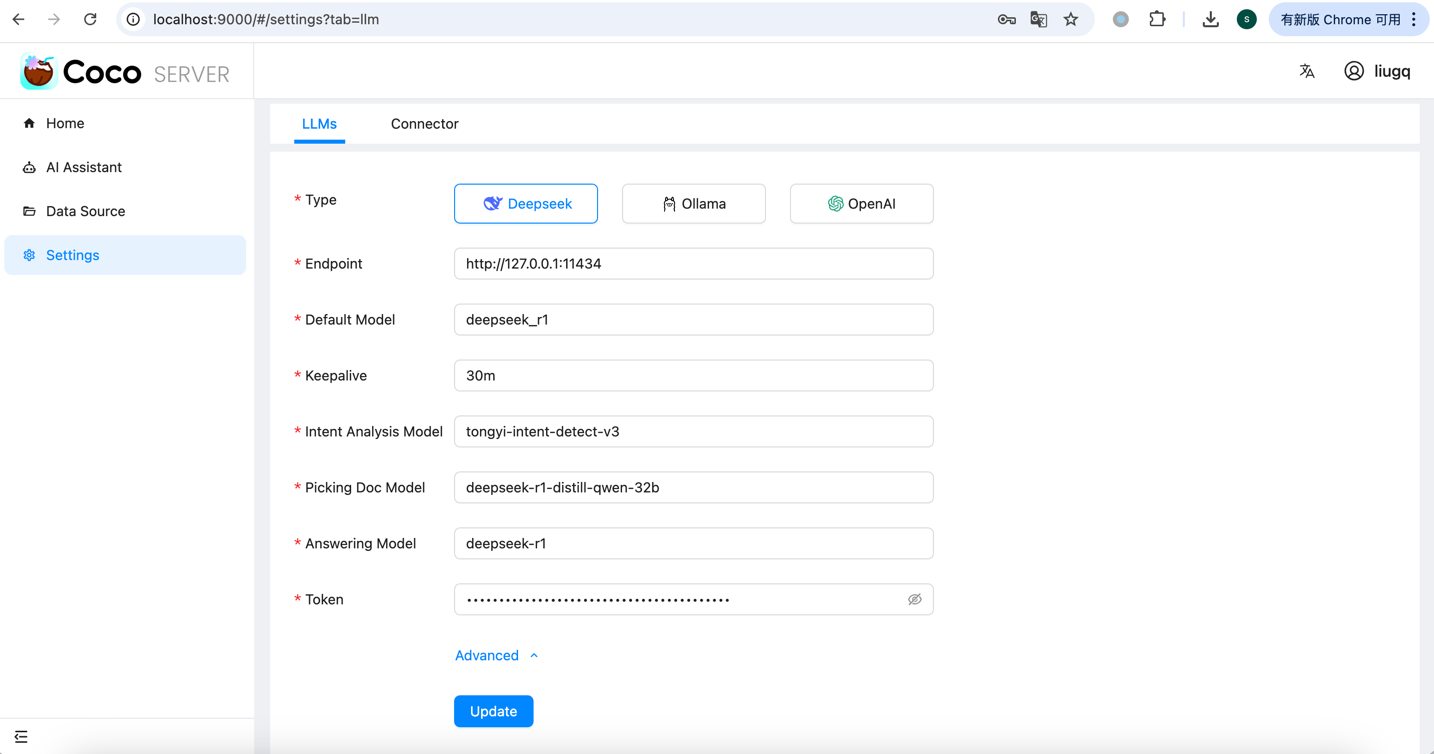 localhost:9000/#/settings?tab=llm
S
有新版 Chrome 可用
Coco SERVER
liugq
Home
AI Assistant
Data Source
Settings
LLMs
Connector
* Type
Deepseek
Ollama
OpenAI
* Endpoint
http://127.0.0.1:11434
* Default Model
deepseek_r1
* Keepalive
30m
* Intent Analysis Model
tongyi-intent-detect-v3
* Picking Doc Model
deepseek-r1-distill-qwen-32b
* Answering Model
deepseek-r1
* Token
Advanced
Update